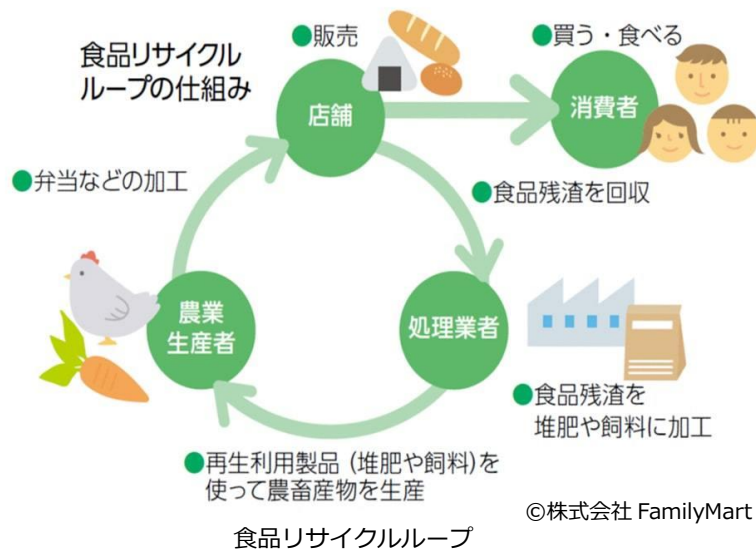 食品リサイクル
ループの仕組み
●販売
店舗
●買う・食べる
消費者
●弁当などの加工
●食品残渣を回収
農業
生産者
処理業者
●食品残渣を
堆肥や飼料に加工
●再生利用製品（堆肥や飼料）を
使って農畜産物を生産
©株式会社 FamilyMart
食品リサイクルループ